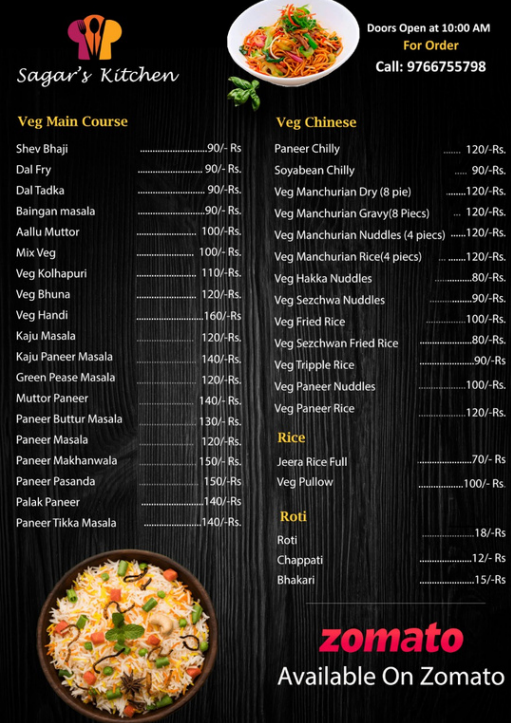 Sagar's Kitchen
Doors Open at 10:00 AM
For Order
Call: 9766755798
Veg Main Course
Shev Bhaji ....................90/- Rs
Dal Fry .................... 90/- Rs.
Dal Tadka .................... 90/- Rs.
Baingan masala ....................90/- Rs.
Aallu Muttor .................... 100/-Rs.
Mix Veg .................... 100/- Rs.
Veg Kolhapuri .................... 110/-Rs.
Veg Bhuna .................... 120/-Rs.
Veg Handi ....................160/-Rs
Kaju Masala .................... 120/-Rs.
Kaju Paneer Masala .................... 140/-Rs.
Green Pease Masala .................... 120/-Rs.
Muttor Paneer .................... 140/- Rs.
Paneer Buttur Masala .................... 130/- Rs.
Paneer Masala .................... 120/-Rs.
Paneer Makhanwala .................... 150/- Rs.
Paneer Pasanda .................... 150/-Rs
Palak Paneer ....................140/-Rs
Paneer Tikka Masala ....................140/-Rs.
Veg Chinese
Paneer Chilly ....... 120/-Rs.
Soyabean Chilly ..... 90/-Rs.
Veg Manchurian Dry (8 pie) ........120/-Rs.
Veg Manchurian Gravy(8 Piecs) ... 120/-Rs.
Veg Manchurian Nuddles (4 piecs) ......120/-Rs.
Veg Manchurian Rice(4 piecs) ... .......120/-Rs.
Veg Hakka Nuddles ..............80/-Rs.
Veg Sezchwa Nuddles ................90/-Rs.
Veg Fried Rice ..............100/-Rs.
Veg Sezchwan Fried Rice ..................80/-Rs.
Veg Tripple Rice ....................90/-Rs
Veg Paneer Nuddles ................100/-Rs.
Veg Paneer Rice ................120/-Rs.
Rice
Jeera Rice Full ....................70/- Rs
Veg Pullow ................100/- Rs.
Roti
Roti ....................18/-Rs
Chappati ....................12/- Rs
Bhakari ....................15/-Rs
zomato
Available On Zomato